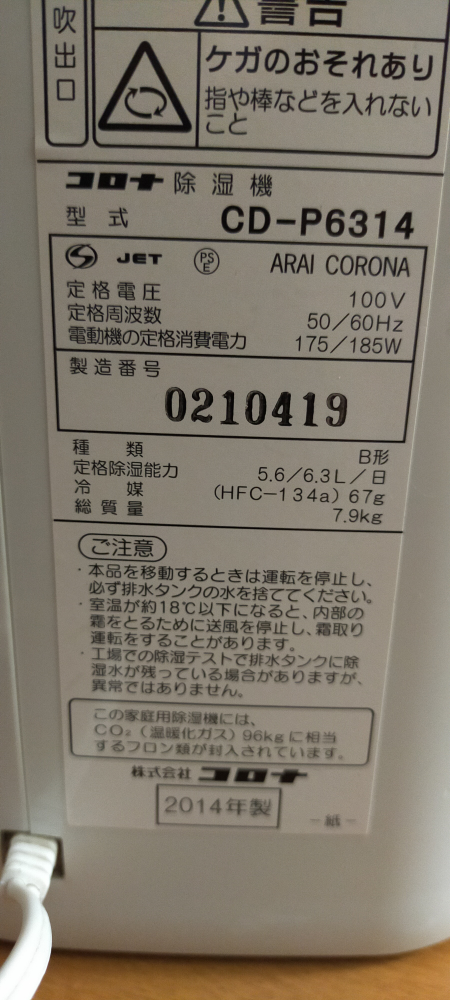 警告
吹出口
ケガのおそれあり
指や棒などを入れない
こと
コロナ 除湿機
型式 CD-P6314
JET PSE ARAI CORONA
定格電圧 100V
定格周波数 50/60Hz
電動機の定格消費電力 175/185W
製造番号
0210419
種類 B形
定格除湿能力 5.6/6.3L/日
冷媒 (HFC-134a) 67g
総質量 7.9kg
ご注意
・本品を移動するときは運転を停止し、
必ず排水タンクの水を捨ててください。
・室温が約18℃以下になると、内部の
霜をとるために送風を停止し、霜取り
運転をすることがあります。
・工場での除湿テストで排水タンクに除
湿水が残っている場合がありますが、
異常ではありません。
この家庭用除湿機には、
CO₂（温暖化ガス）96kgに相当
するフロン類が封入されています。
株式会社 コロナ
2014年製
-紙-